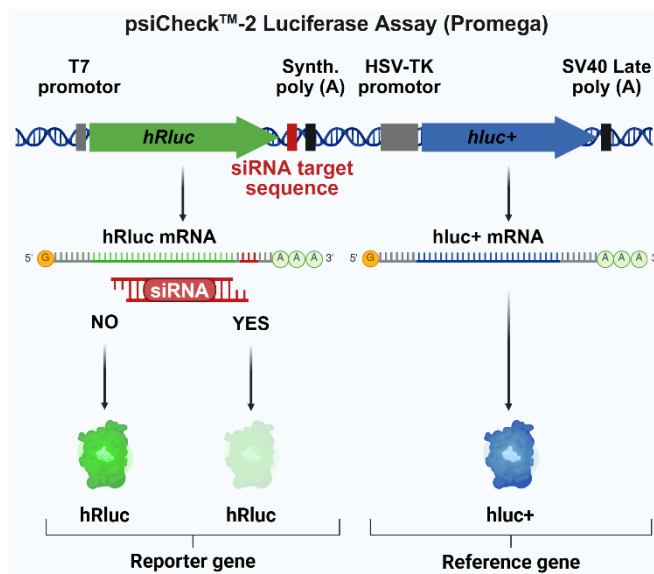 psiCheck™-2 Luciferase Assay (Promega)
T7 promotor
Synth. poly (A)
HSV-TK promotor
SV40 Late poly (A)
hRluc
hluc+
siRNA target sequence
hRluc mRNA
hluc+ mRNA
5' G A A A 3'
5' G A A A 3'
siRNA
NO
YES
hRluc
hRluc
hluc+
Reporter gene
Reference gene